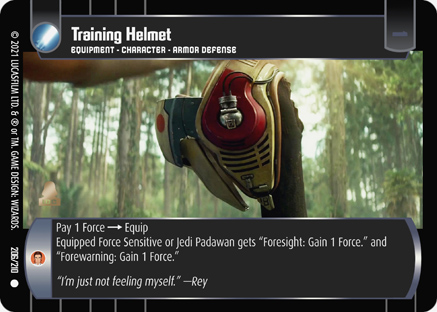 Training Helmet
EQUIPMENT • CHARACTER • ARMOR DEFENSE
Pay 1 Force → Equip
Equipped Force Sensitive or Jedi Padawan gets “Foresight: Gain 1 Force.” and
“Forewarning: Gain 1 Force.”
“I’m just not feeling myself.” —Rey
© 2021 LUCASFILM LTD. & ® or TM. GAME DESIGN: WIZARDS.